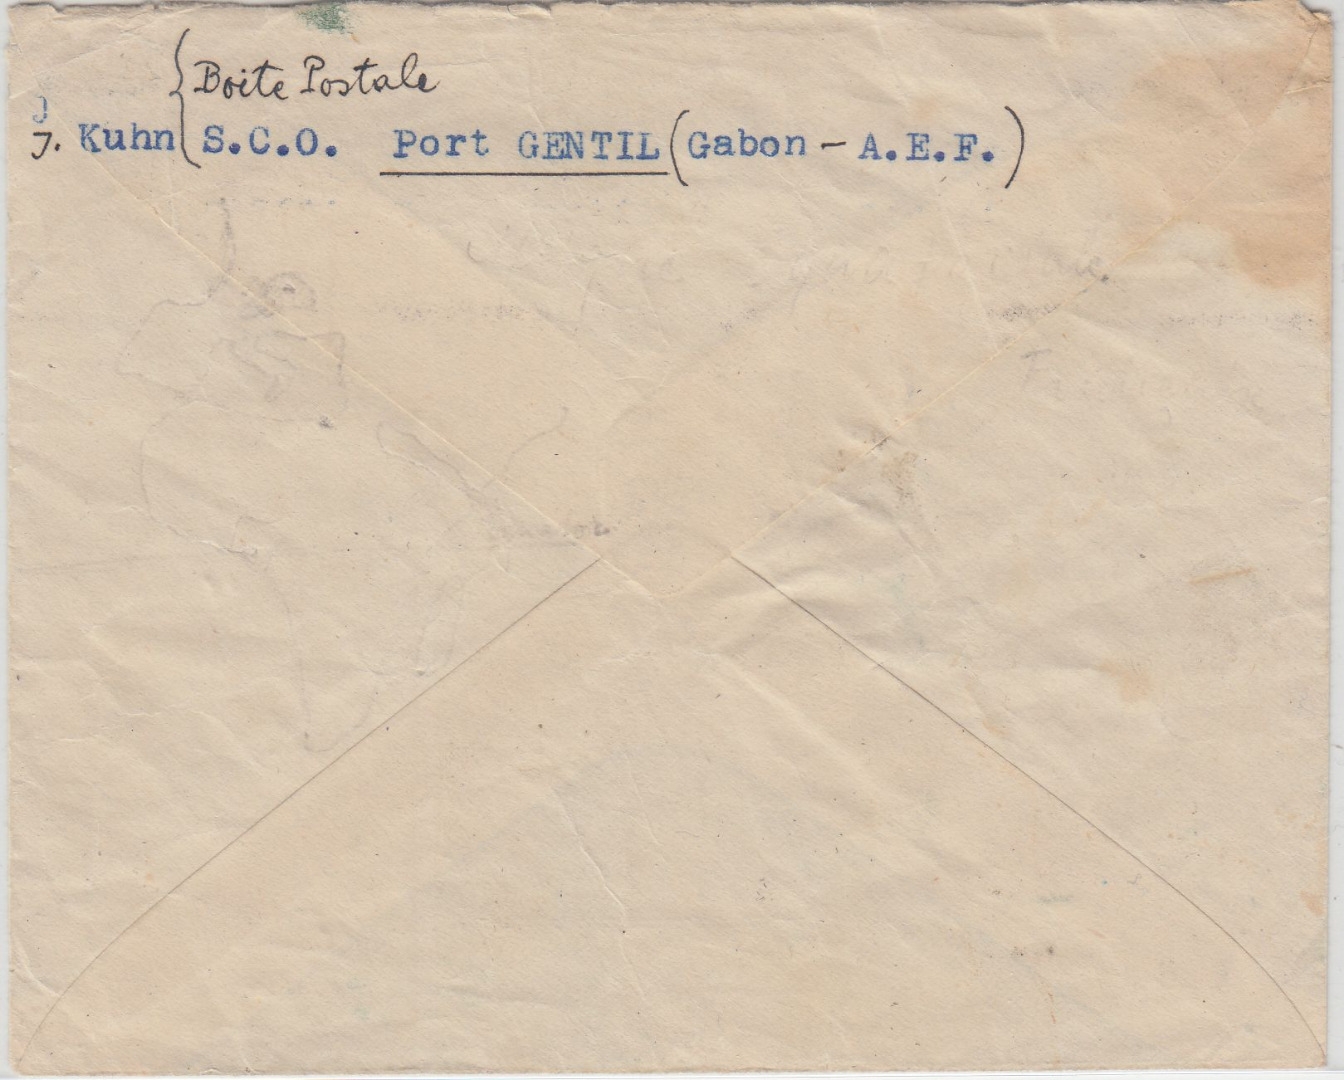 Boite Postale
J. Kuhn S.C.O. Port GENTIL (Gabon - A.E.F.)